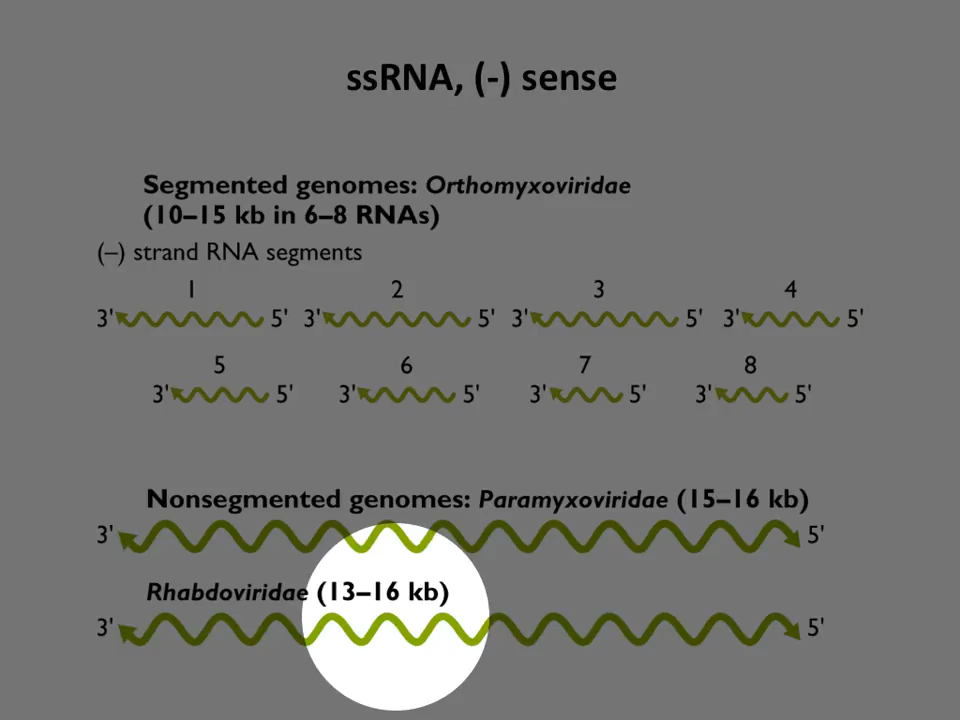 ssRNA, (-) sense
Segmented genomes: Orthomyxoviridae
(10–15 kb in 6–8 RNAs)
(–) strand RNA segments
1 2 3 4
3' 5' 3' 5' 3' 5' 3' 5'
5 6 7 8
3' 5' 3' 5' 3' 5' 3' 5'
Nonsegmented genomes: Paramyxoviridae (15–16 kb)
3' 5'
Rhabdoviridae (13–16 kb)
3' 5'